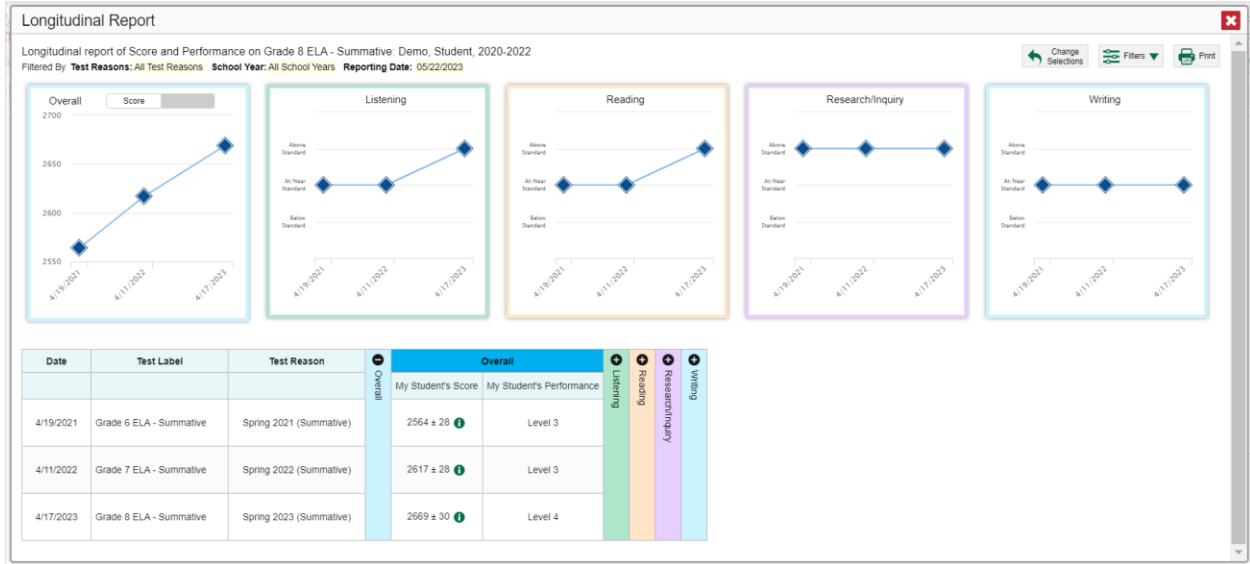 Longitudinal Report
Longitudinal report of Score and Performance on Grade 8 ELA - Summative: Demo, Student, 2020-2022
Filtered By Test Reasons: All Test Reasons School Year: All School Years Reporting Date: 05/22/2023
Change Selections
Filters
Print
Overall
Score
2700
2650
2600
2550
4/19/2021
4/11/2022
4/17/2023
Listening
Above Standard
At/Near Standard
Below Standard
4/19/2021
4/11/2022
4/17/2023
Reading
Above Standard
At/Near Standard
Below Standard
4/19/2021
4/11/2022
4/17/2023
Research/Inquiry
Above Standard
At/Near Standard
Below Standard
4/19/2021
4/11/2022
4/17/2023
Writing
Above Standard
At/Near Standard
Below Standard
4/19/2021
4/11/2022
4/17/2023
Date Test Label Test Reason Overall Overall Listening Reading Research/Inquiry Writing
My Student's Score My Student's Performance
4/19/2021 Grade 6 ELA - Summative Spring 2021 (Summative) 2564 ± 28 Level 3
4/11/2022 Grade 7 ELA - Summative Spring 2022 (Summative) 2617 ± 28 Level 3
4/17/2023 Grade 8 ELA - Summative Spring 2023 (Summative) 2669 ± 30 Level 4